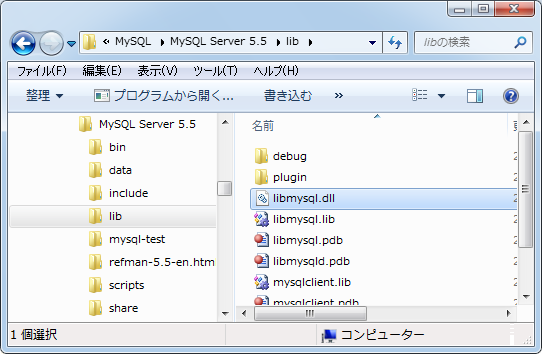 « MySQL ▸ MySQL Server 5.5 ▸ lib ▸
libの検索
ファイル(F) 編集(E) 表示(V) ツール(T) ヘルプ(H)
整理 プログラムから開く... 書き込む »
MySQL Server 5.5
bin
data
include
lib
mysql-test
refman-5.5-en.htm
scripts
share
名前
debug
plugin
libmysql.dll
libmysql.lib
libmysql.pdb
libmysqld.pdb
mysqlclient.lib
mysqlclient.pdb
1 個選択
コンピューター